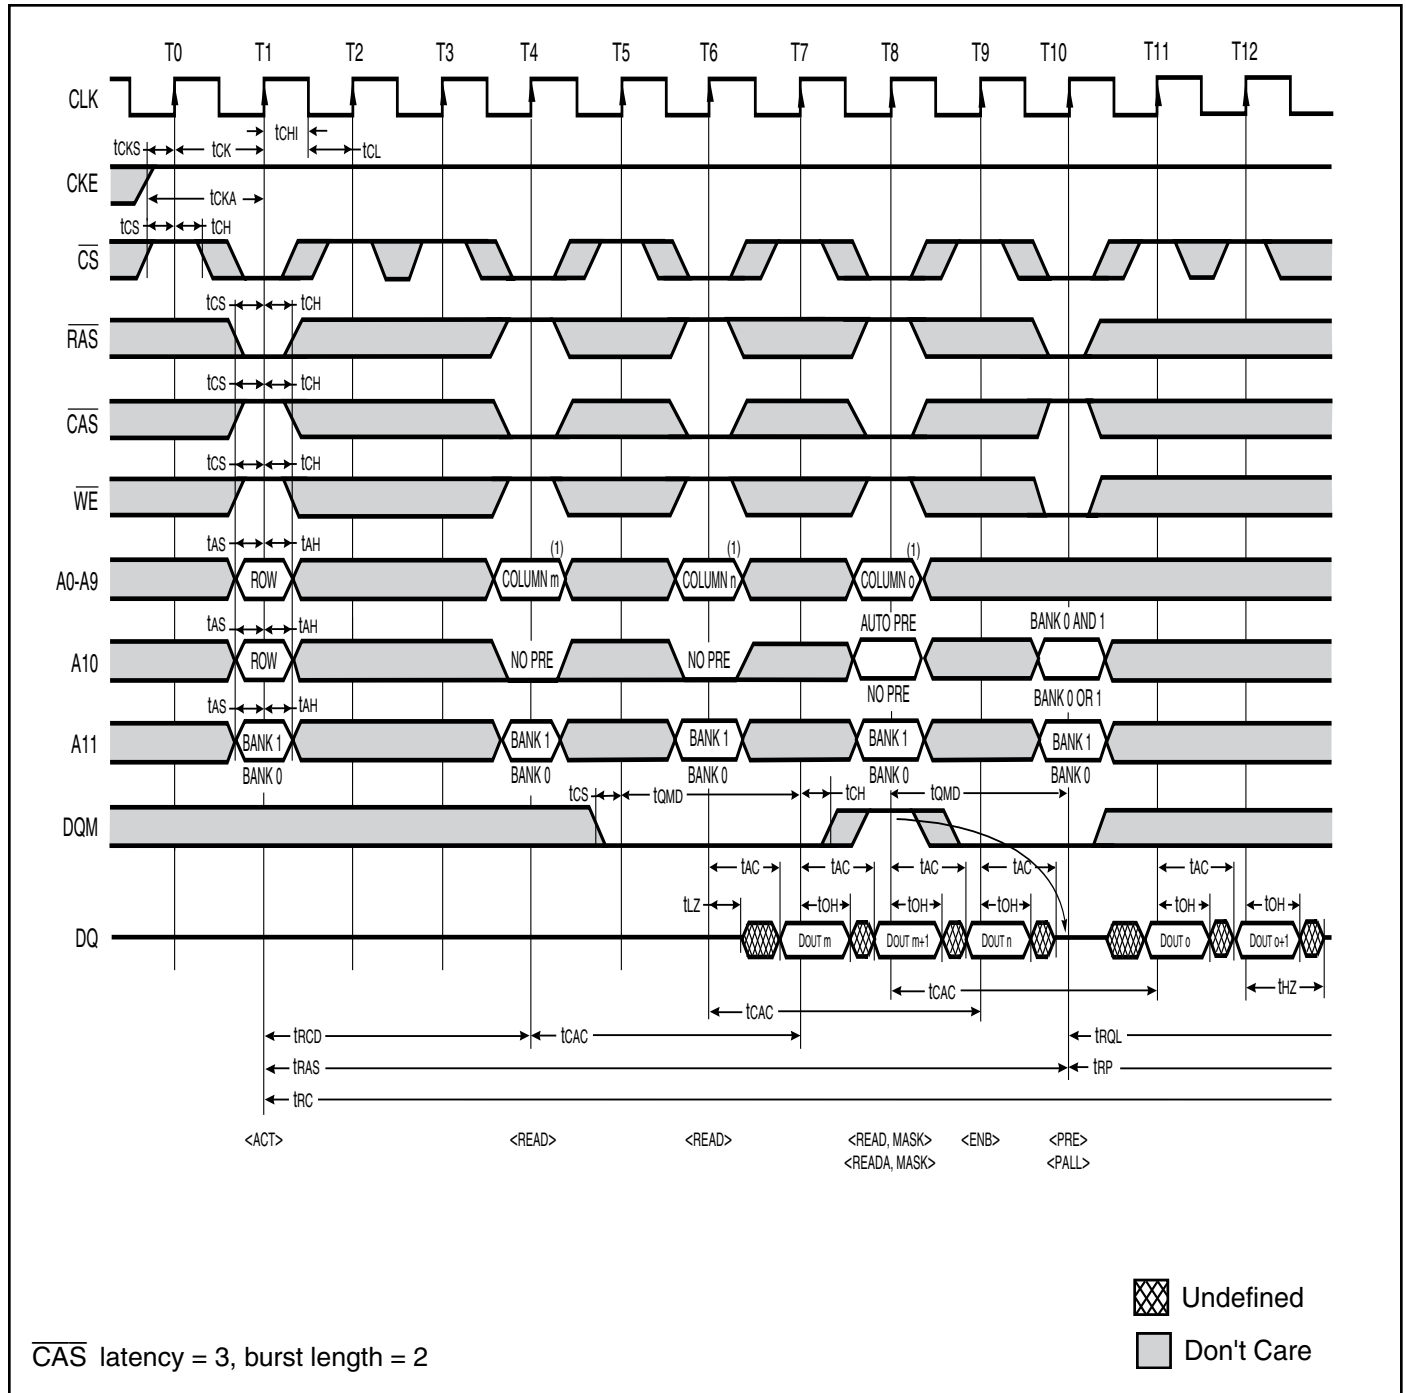 T0 T1 T2 T3 T4 T5 T6 T7 T8 T9 T10 T11 T12
CLK
tCHI
tCKS tCK tCL
CKE
tCKA
tCS tCH
CS
tCS tCH
RAS
tCS tCH
CAS
tCS tCH
WE
tAS tAH (1) (1) (1)
A0-A9 ROW COLUMN m COLUMN n COLUMN o
tAS tAH AUTO PRE BANK 0 AND 1
A10 ROW NO PRE NO PRE
NO PRE BANK 0 OR 1
tAS tAH
A11 BANK 1 BANK 1 BANK 1 BANK 1 BANK 1
BANK 0 BANK 0 BANK 0 BANK 0 BANK 0
tCS tQMD tCH tQMD
DQM
tAC tAC tAC tAC tAC
tLZ tOH tOH tOH tOH tOH
DQ DOUT m DOUT m+1 DOUT n DOUT o DOUT o+1
tCAC tHZ
tCAC
tRCD tCAC tRQL
tRAS tRP
tRC
<ACT> <READ> <READ> <READ, MASK> <ENB> <PRE>
<READA, MASK> <PALL>
Undefined
Don't Care
CAS latency = 3, burst length = 2